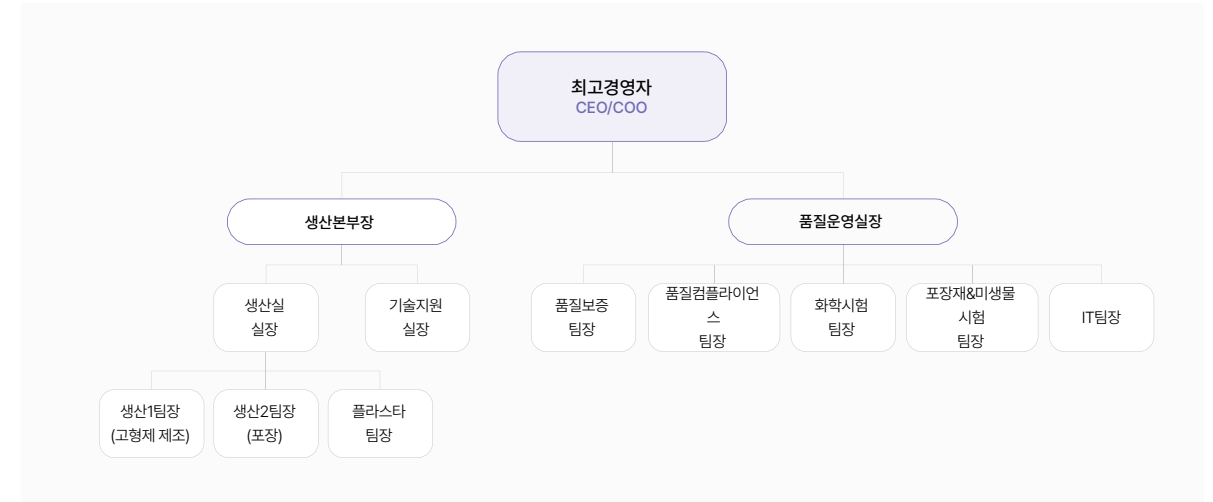 최고경영자
CEO/COO
생산본부장
품질운영실장
생산실
실장
기술지원
실장
품질보증
팀장
품질컴플라이언
스
팀장
화학시험
팀장
포장재&미생물
시험
팀장
IT팀장
생산1팀장
(고형제 제조)
생산2팀장
(포장)
플라스타
팀장